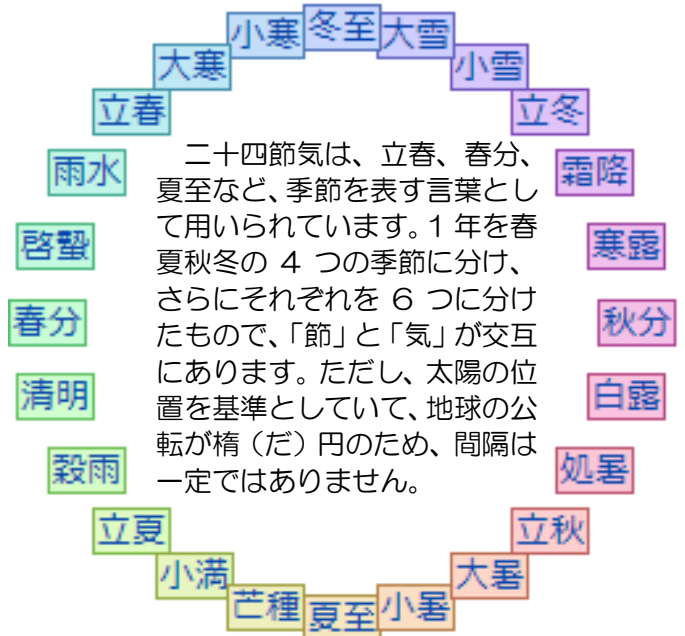 冬至
小寒
大雪
大寒
小雪
立春
立冬
雨水
霜降
啓蟄
寒露
春分
秋分
清明
白露
穀雨
処暑
立夏
立秋
小満
大暑
芒種
小暑
夏至
二十四節気は、立春、春分、
夏至など、季節を表す言葉とし
て用いられています。1年を春
夏秋冬の 4 つの季節に分け、
さらにそれぞれを 6 つに分け
たもので、「節」と「気」が交互
にあります。ただし、太陽の位
置を基準としていて、地球の公
転が楕(だ)円のため、間隔は
一定ではありません。